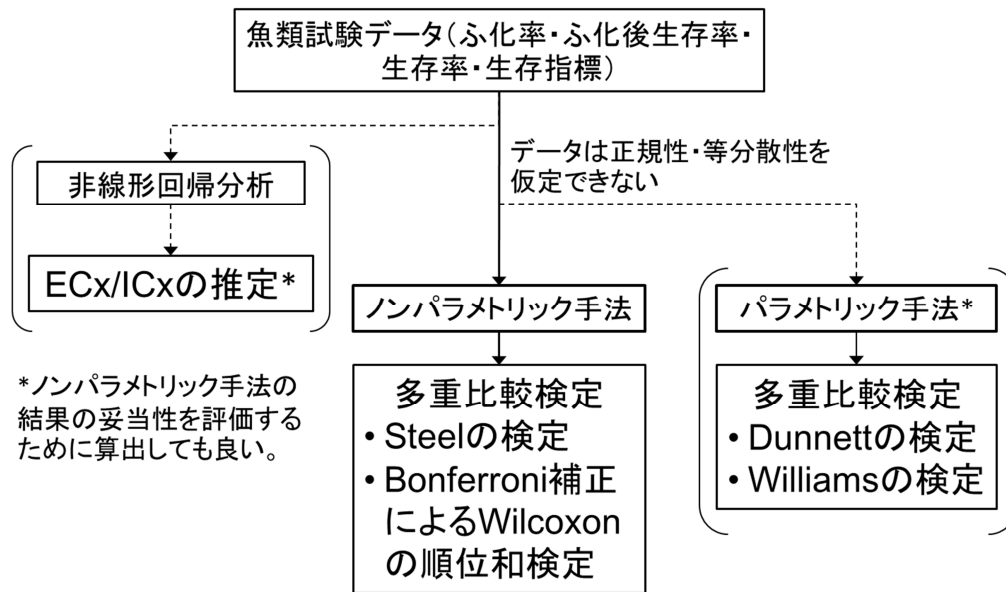 魚類試験データ（ふ化率・ふ化後生存率・
生存率・生存指標）
データは正規性・等分散性を
仮定できない
非線形回帰分析
ECx/ICxの推定*
ノンパラメトリック手法
パラメトリック手法*
*ノンパラメトリック手法の
結果の妥当性を評価する
ために算出しても良い。
多重比較検定
• Steelの検定
• Bonferroni補正
によるWilcoxon
の順位和検定
多重比較検定
• Dunnettの検定
• Williamsの検定